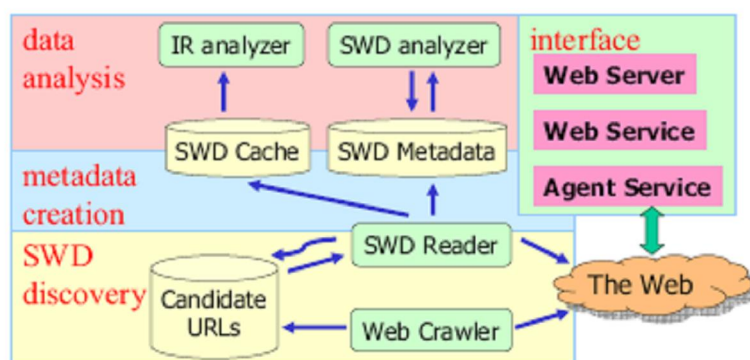 data
analysis
IR analyzer
SWD analyzer
interface
Web Server
Web Service
Agent Service
SWD Cache
SWD Metadata
metadata
creation
SWD
discovery
SWD Reader
Candidate
URLs
Web Crawler
The Web